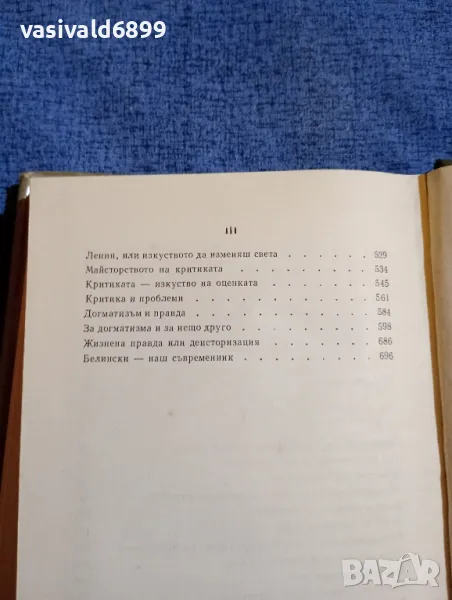 vasivald6899
III
Ленин, или изкуството да изменяш света . . . . . . . 529
Майсторството на критиката . . . . . . . . . 534
Критиката — изкуство на оценката . . . . . . . . 545
Критика и проблеми . . . . . . . . . . 561
Догматизъм и правда . . . . . . . . . . 584
За догматизма и за нещо друго . . . . . . . . 598
Жизнена правда или деисторизация . . . . . . . 686
Белински — наш съвременник . . . . . . . . 696
BAZAR